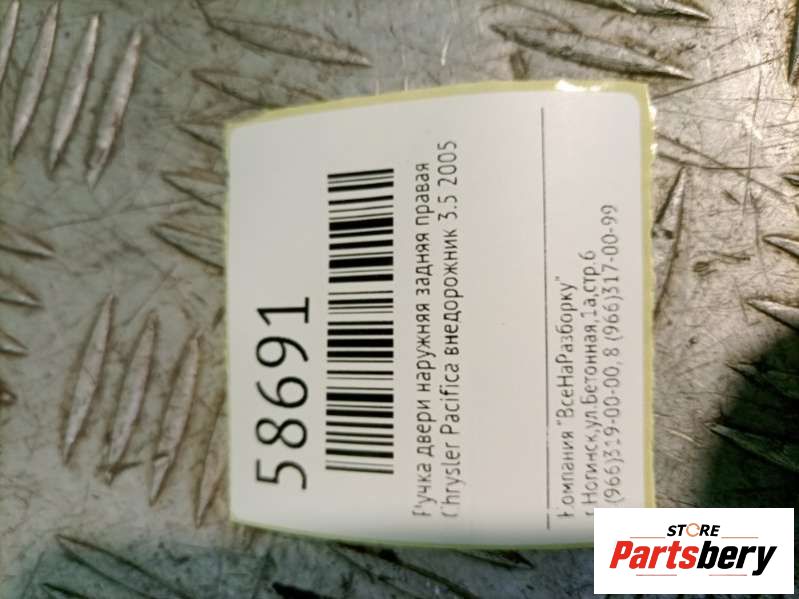 58691
Ручка двери наружняя задняя правая
Chrysler Pacifica внедорожник 3.5 2005
Компания "ВсеНаРазборку"
г.Ногинск,ул.Бетонная,1а,стр.6
(966)319-00-00, 8 (966)317-00-99
STORE
Partsbery